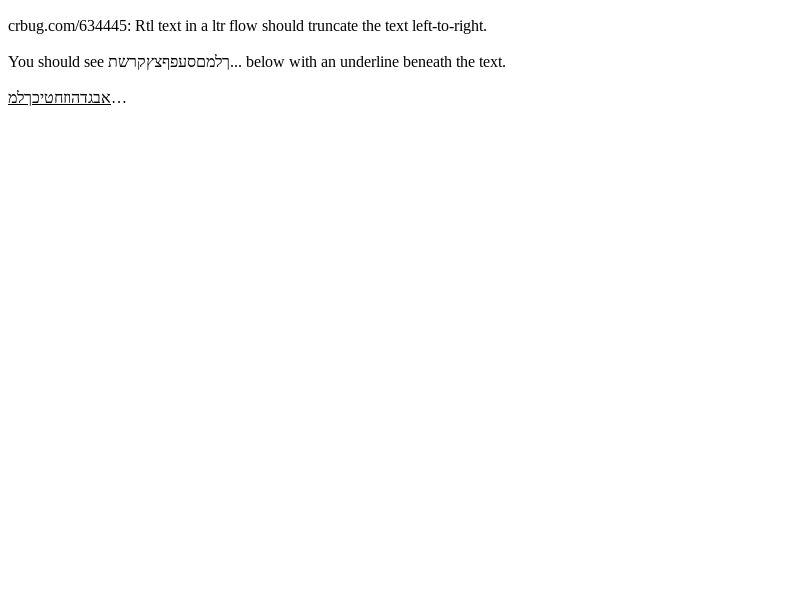 crbug.com/634445: Rtl text in a ltr flow should truncate the text left-to-right.
You should see ךלמםסעפףצץקרשת... below with an underline beneath the text.
אבגדהוזחטיכךלמ…